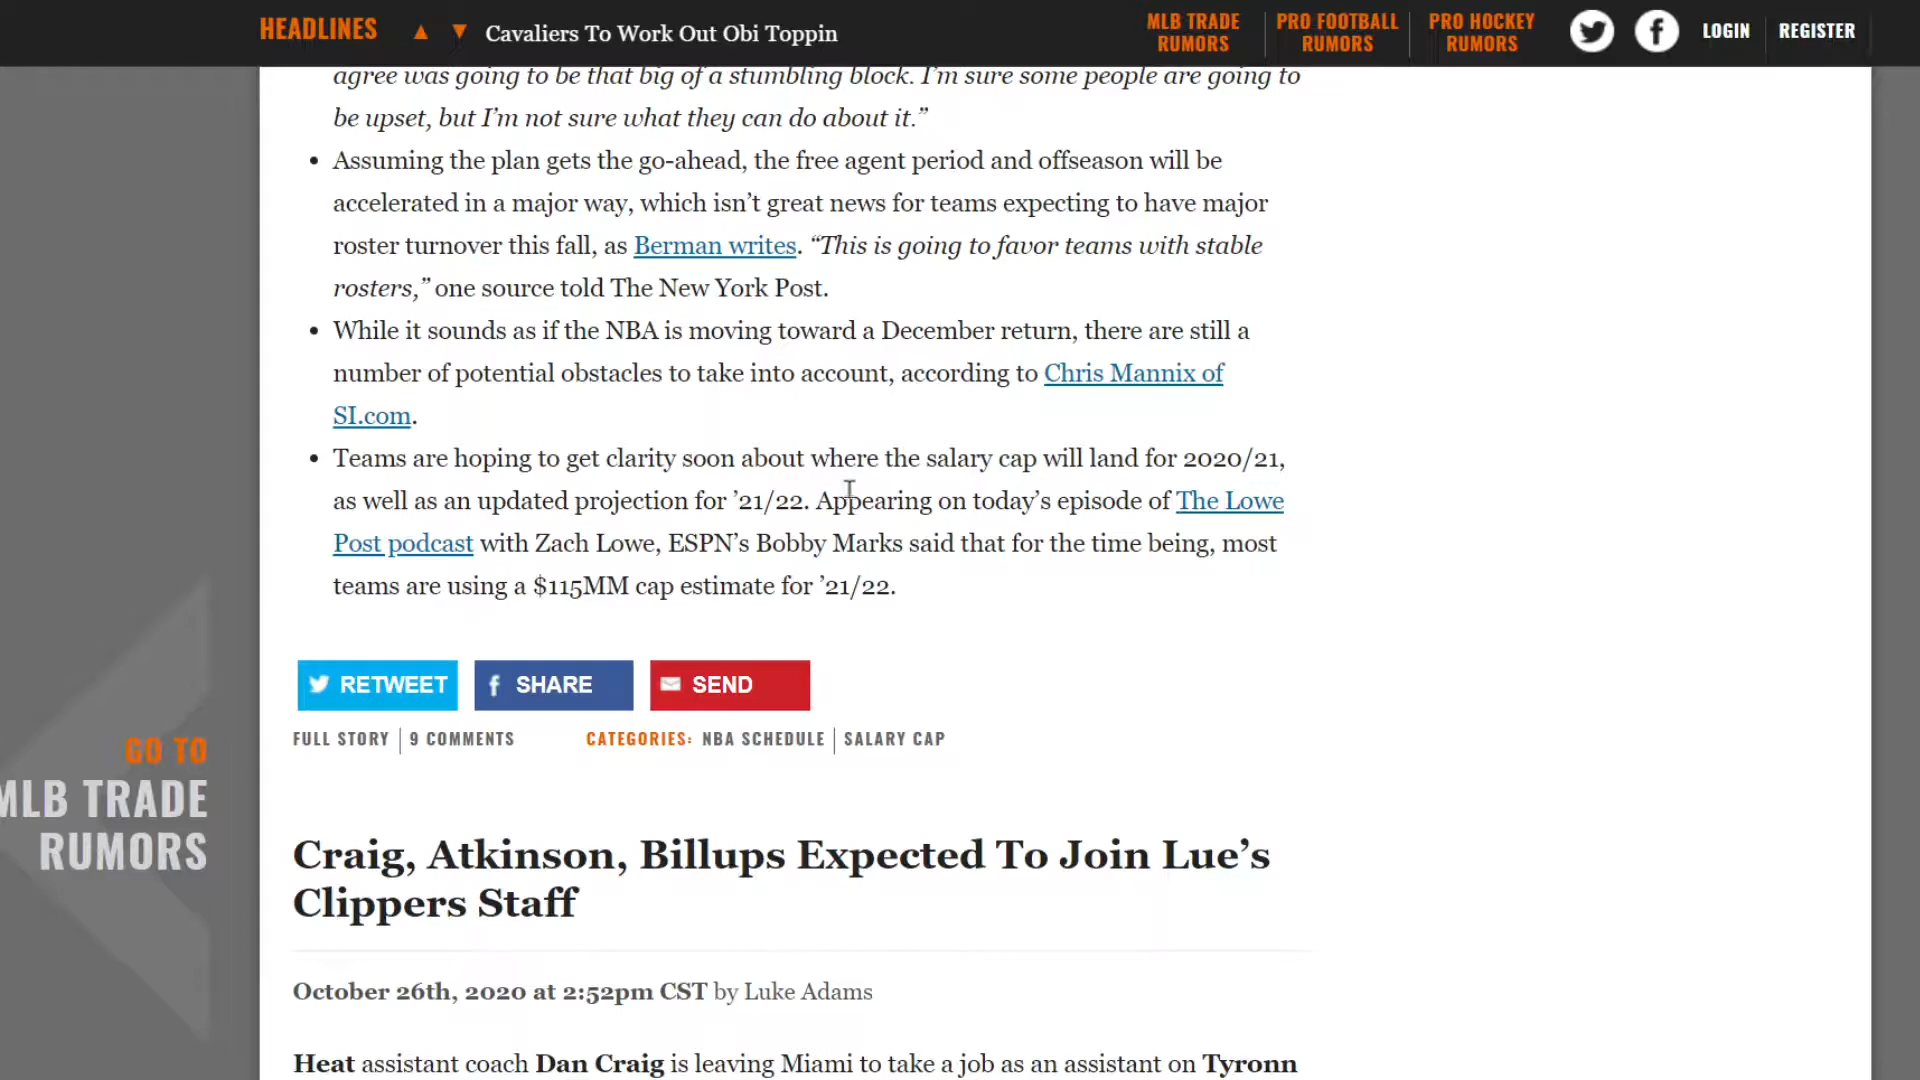 HEADLINES
Cavaliers To Work Out Obi Toppin
MLB TRADE
RUMORS
PRO FOOTBALL
RUMORS
PRO HOCKEY
RUMORS
LOGIN
REGISTER
agree was going to be that big of a stumbling block. I’m sure some people are going to
be upset, but I’m not sure what they can do about it.”
• Assuming the plan gets the go-ahead, the free agent period and offseason will be
accelerated in a major way, which isn’t great news for teams expecting to have major
roster turnover this fall, as Berman writes. “This is going to favor teams with stable
rosters,” one source told The New York Post.
• While it sounds as if the NBA is moving toward a December return, there are still a
number of potential obstacles to take into account, according to Chris Mannix of
SI.com.
• Teams are hoping to get clarity soon about where the salary cap will land for 2020/21,
as well as an updated projection for ’21/22. Appearing on today’s episode of The Lowe
Post podcast with Zach Lowe, ESPN’s Bobby Marks said that for the time being, most
teams are using a $115MM cap estimate for ’21/22.
RETWEET
SHARE
SEND
FULL STORY | 9 COMMENTS
CATEGORIES: NBA SCHEDULE | SALARY CAP
GO TO
MLB TRADE
RUMORS
Craig, Atkinson, Billups Expected To Join Lue’s
Clippers Staff
October 26th, 2020 at 2:52pm CST by Luke Adams
Heat assistant coach Dan Craig is leaving Miami to take a job as an assistant on Tyronn